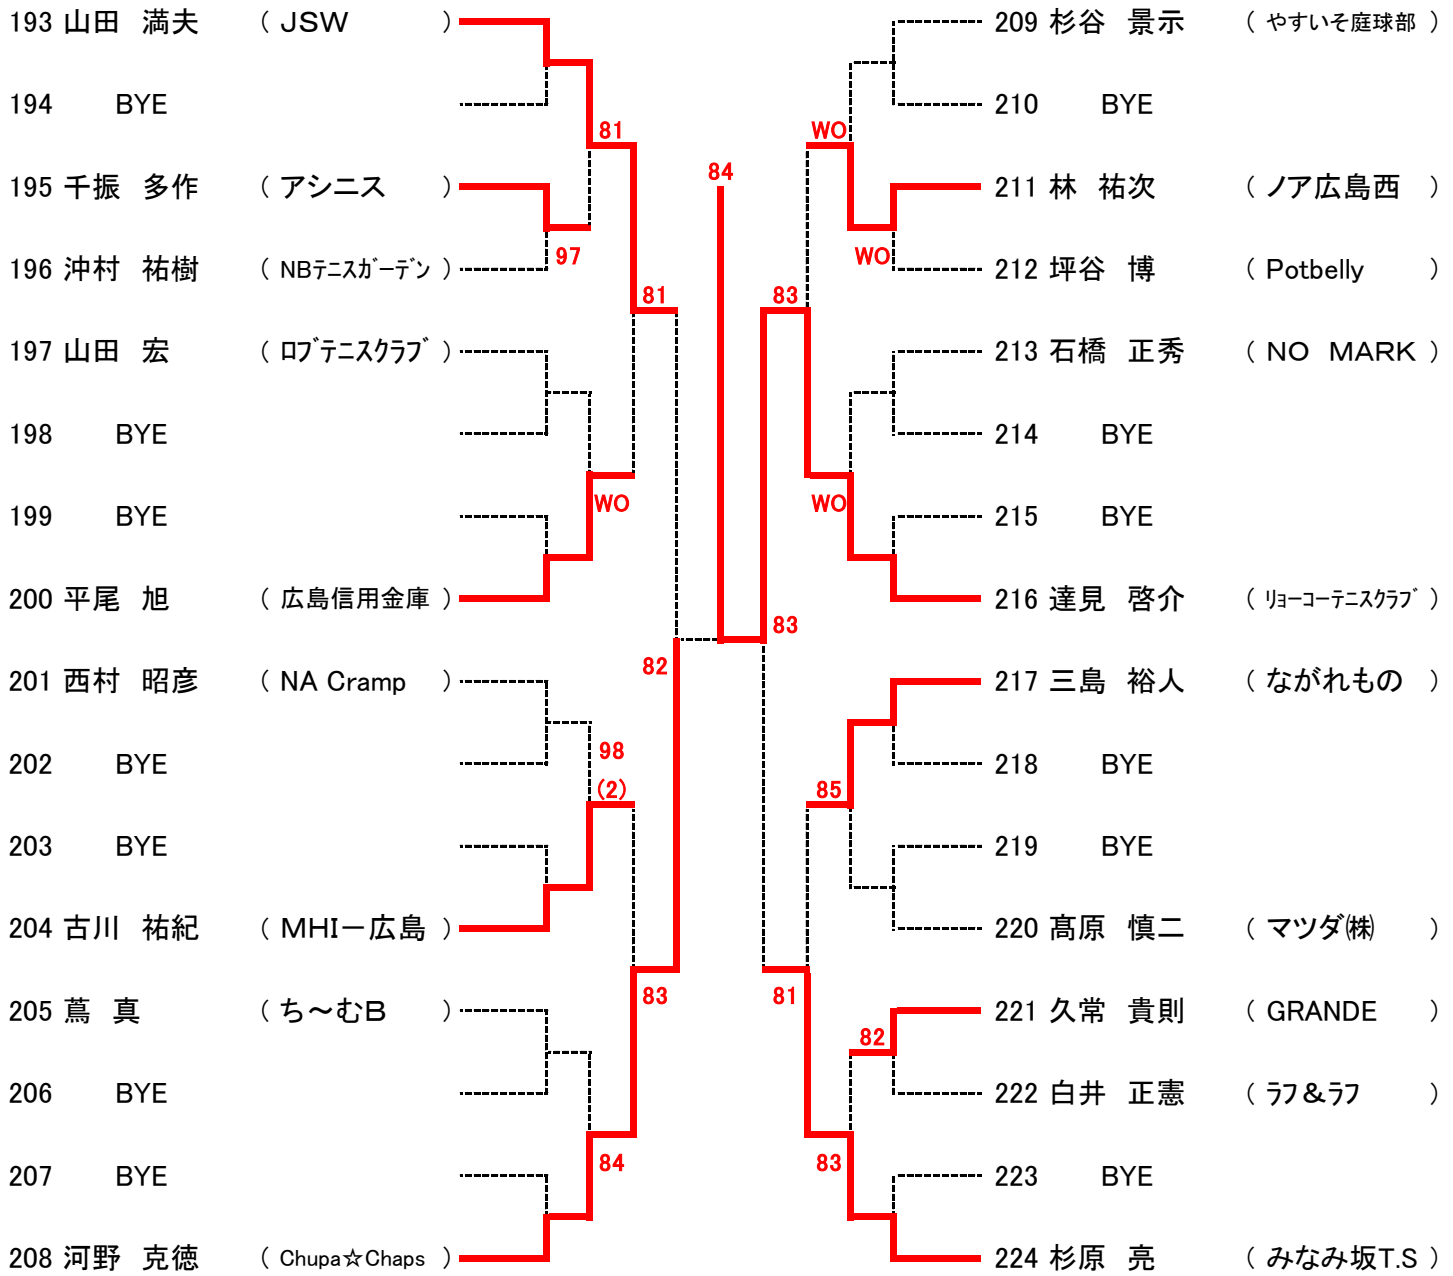 193 山田　満夫 ( JSW )
194 BYE
81
195 千振　多作 ( アシニス )
97
196 沖村　祐樹 ( NBテニスガーデン )
81
197 山田　宏 ( ロブテニスクラブ )
198 BYE
WO
199 BYE
200 平尾　旭 ( 広島信用金庫 )
82
201 西村　昭彦 ( NA Cramp )
98
202 BYE
(2)
203 BYE
204 古川　祐紀 ( MHI－広島 )
83
205 蔦　真 ( ち～むB )
206 BYE
84
207 BYE
208 河野　克徳 ( Chupa☆Chaps )
84
209 杉谷　景示 ( やすいそ庭球部 )
210 BYE
WO
211 林　祐次 ( ノア広島西 )
WO
212 坪谷　博 ( Potbelly )
83
213 石橋　正秀 ( NO　MARK )
214 BYE
WO
215 BYE
216 達見　啓介 ( リョーコーテニスクラブ )
83
217 三島　裕人 ( ながれもの )
218 BYE
85
219 BYE
220 髙原　慎二 ( マツダ㈱ )
81
221 久常　貴則 ( GRANDE )
82
222 白井　正憲 ( ラフ＆ラフ )
83
223 BYE
224 杉原　亮 ( みなみ坂T.S )